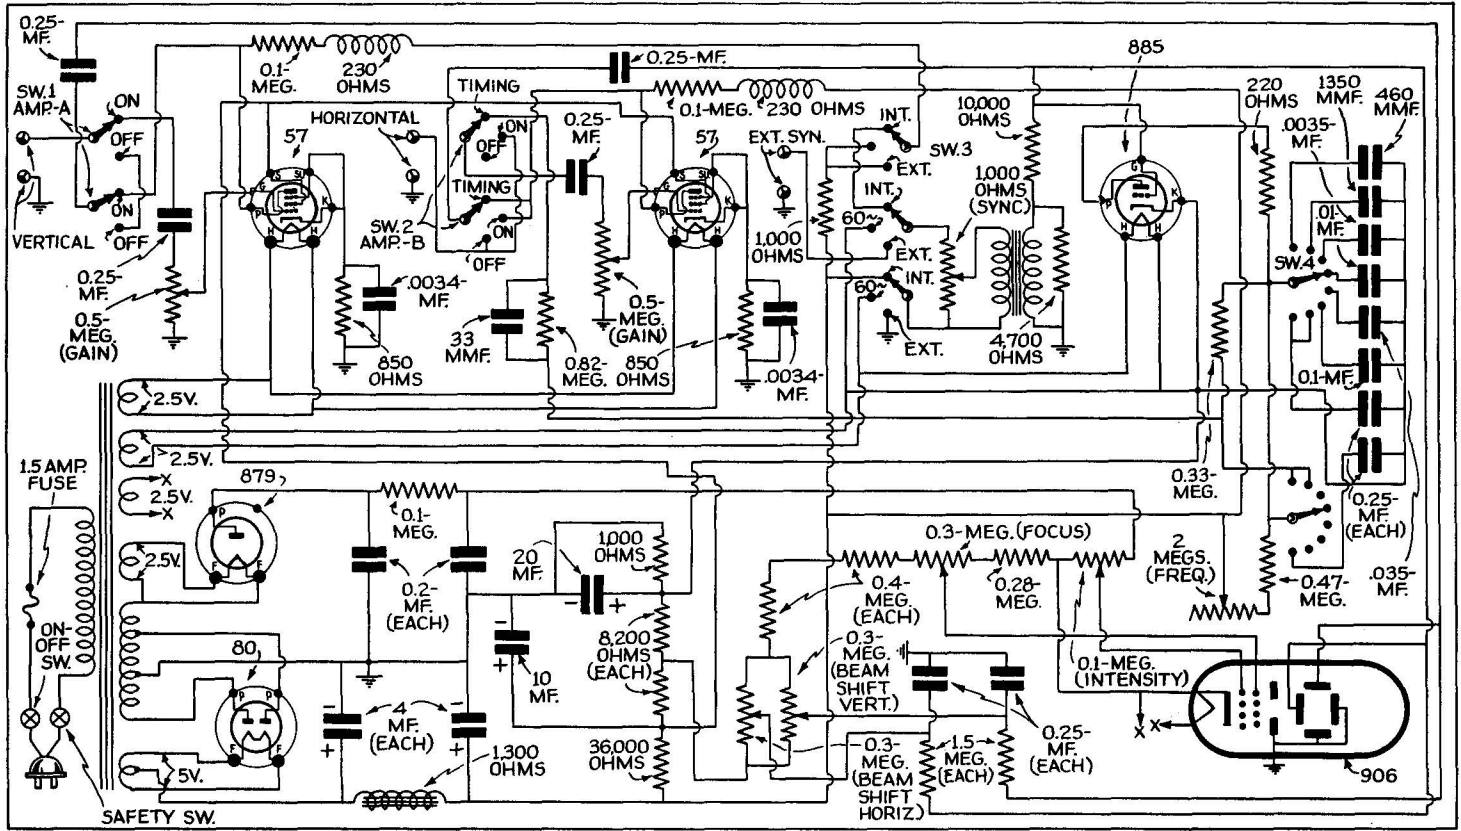 0.25-
MF.
SW.1
AMP.-A
ON
OFF
ON
OFF
VERTICAL
0.25-
MF.
0.5-
MEG.
(GAIN)
0.1-
MEG.
230
OHMS
57
G
P
S
SU
K
H
H
HORIZONTAL
TIMING
ON
OFF
TIMING
ON
OFF
SW.2
AMP.-B
0.25-
MF.
.0034-
MF.
850
OHMS
33
MMF.
0.82-
MEG.
0.5-
MEG.
(GAIN)
0.25-MF.
0.1-MEG.
230 OHMS
57
S
SU
G
P
K
H
H
850
OHMS
.0034-
MF.
EXT. SYN.
1,000
OHMS
INT.
SW.3
EXT.
INT.
60~
EXT.
INT.
60~
EXT.
10,000
OHMS
1,000
OHMS
(SYNC)
4,700
OHMS
885
G
P
K
H
H
220
OHMS
.0035-
MF.
1350
MMF.
460
MMF.
.01-
MF.
SW.4
0.1-MF.
0.33-
MEG.
0.25-
MF.
(EACH)
.035-
MF.
2
MEGS.
(FREQ.)
0.47-
MEG.
2.5V.
2.5V.
X
2.5V.
X
2.5V.
5V.
1.5 AMP.
FUSE
ON-
OFF
SW.
SAFETY SW.
879
P
F
F
80
P
P
F
F
0.1-
MEG.
0.2-
MF.
(EACH)
4
MF.
(EACH)
-
+
-
+
1,300
OHMS
20
MF.
- +
-
+
10
MF.
1,000
OHMS
8,200
OHMS
(EACH)
36,000
OHMS
0.3-MEG. (FOCUS)
0.4-
MEG.
(EACH)
0.28-
MEG.
0.1-MEG.
(INTENSITY)
0.3-
MEG.
(BEAM
SHIFT
VERT.)
0.3-
MEG.
(BEAM
SHIFT
HORIZ.)
1.5-
MEG.
(EACH)
0.25-
MF.
(EACH)
X
X
906